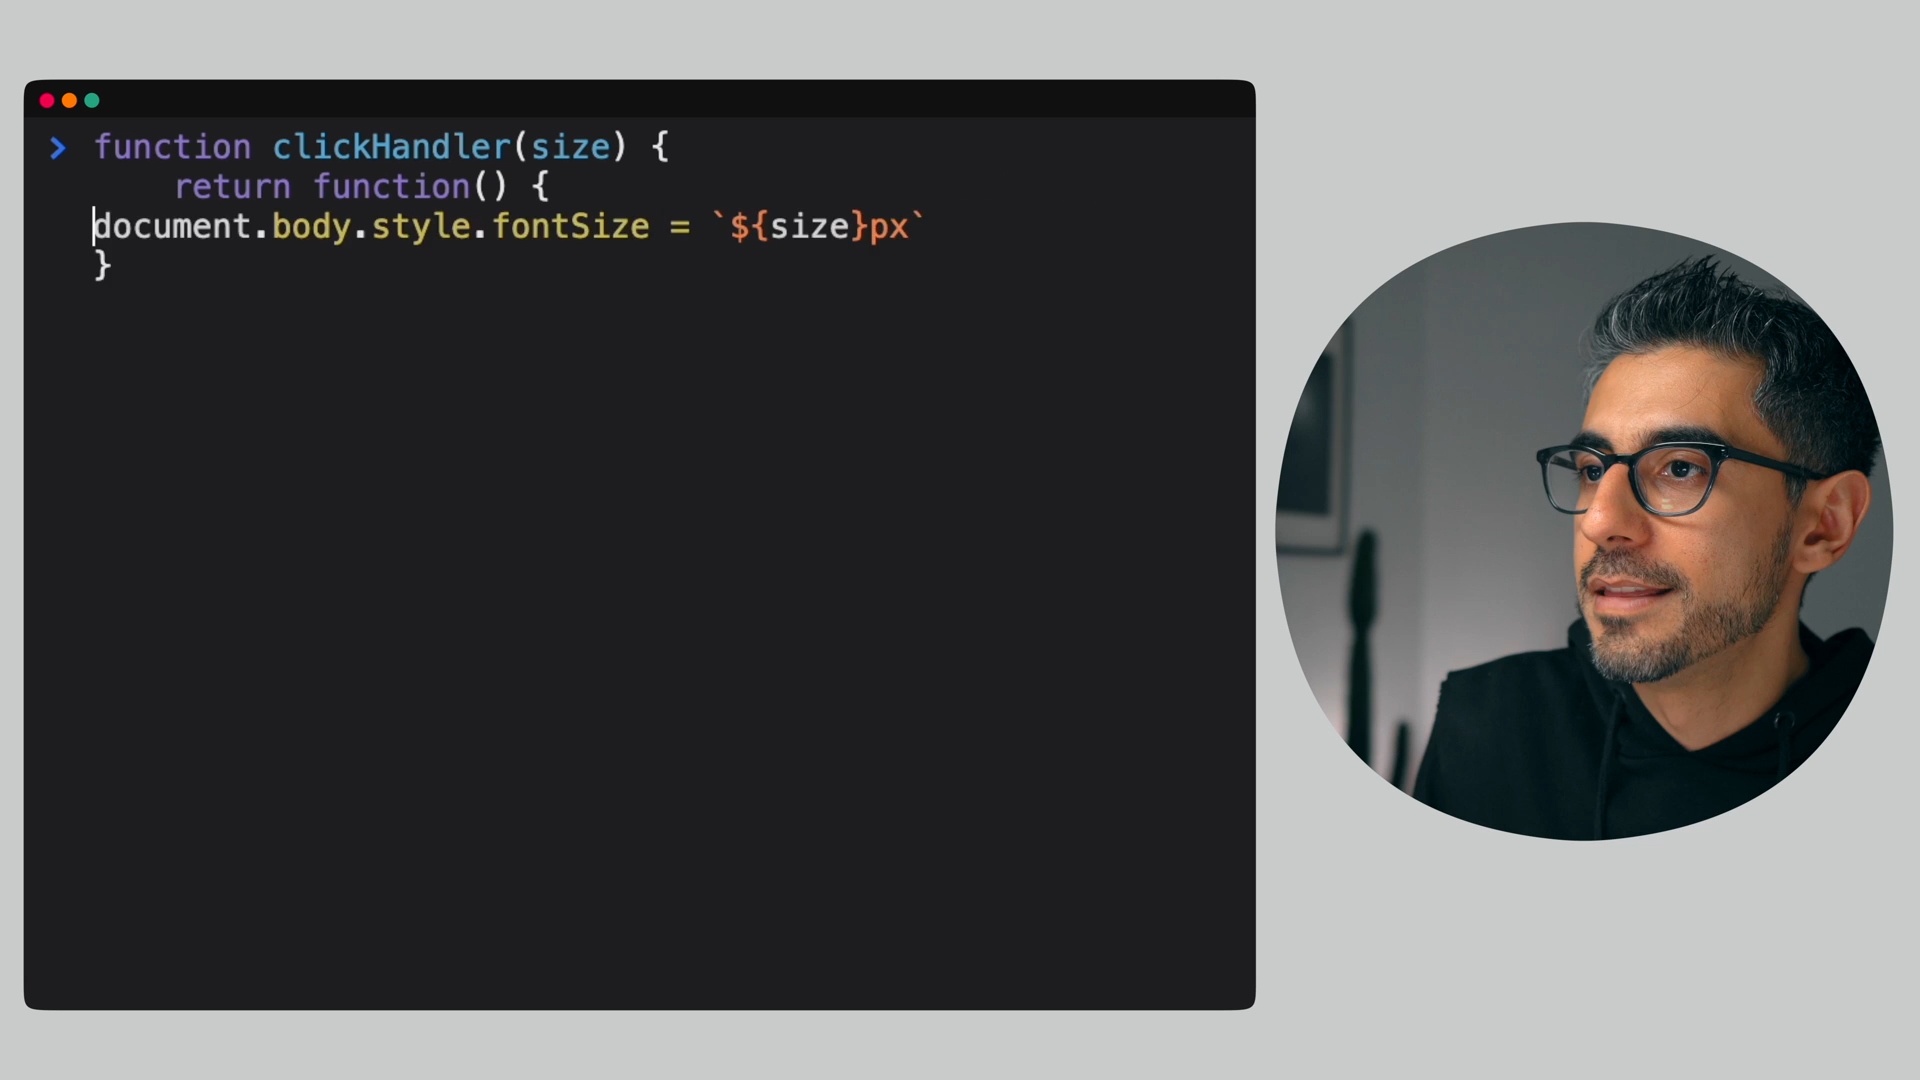 > function clickHandler(size) {
return function() {
document.body.style.fontSize = `${size}px`
}